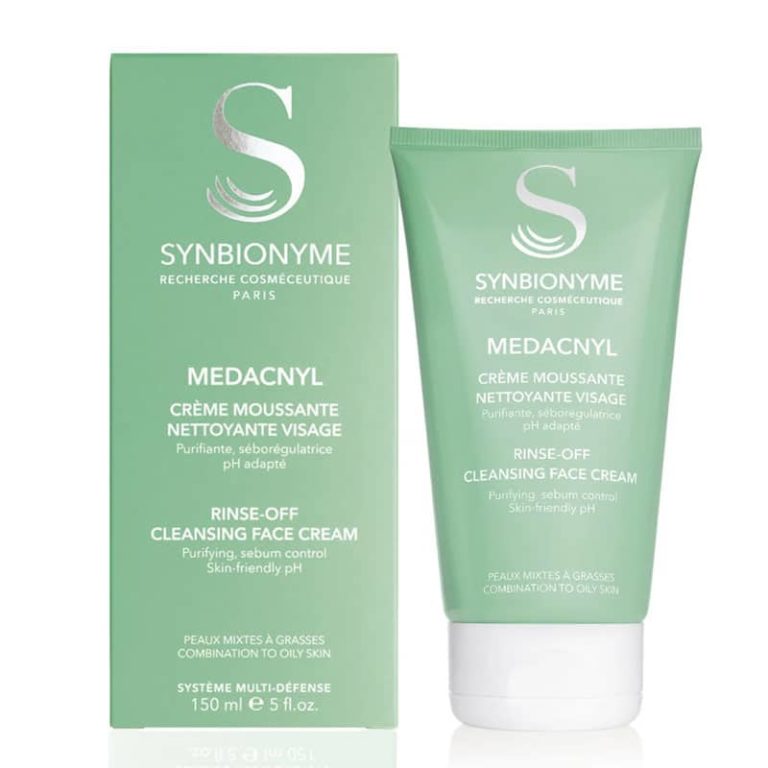 S
SYNBIONYME
RECHERCHE COSMÉCEUTIQUE
PARIS
MEDACNYL
CRÈME MOUSSANTE
NETTOYANTE VISAGE
Purifiante, séborégulatrice
pH adapté
RINSE-OFF
CLEANSING FACE CREAM
Purifying, sebum control
Skin-friendly pH
PEAUX MIXTES À GRASSES
COMBINATION TO OILY SKIN
SYSTÈME MULTI-DÉFENSE
150 ml e 5 fl.oz.
S
SYNBIONYME
RECHERCHE COSMÉCEUTIQUE
PARIS
MEDACNYL
CRÈME MOUSSANTE
NETTOYANTE VISAGE
Purifiante, séborégulatrice
pH adapté
RINSE-OFF
CLEANSING FACE CREAM
Purifying, sebum control
Skin-friendly pH
PEAUX MIXTES À GRASSES
COMBINATION TO OILY SKIN